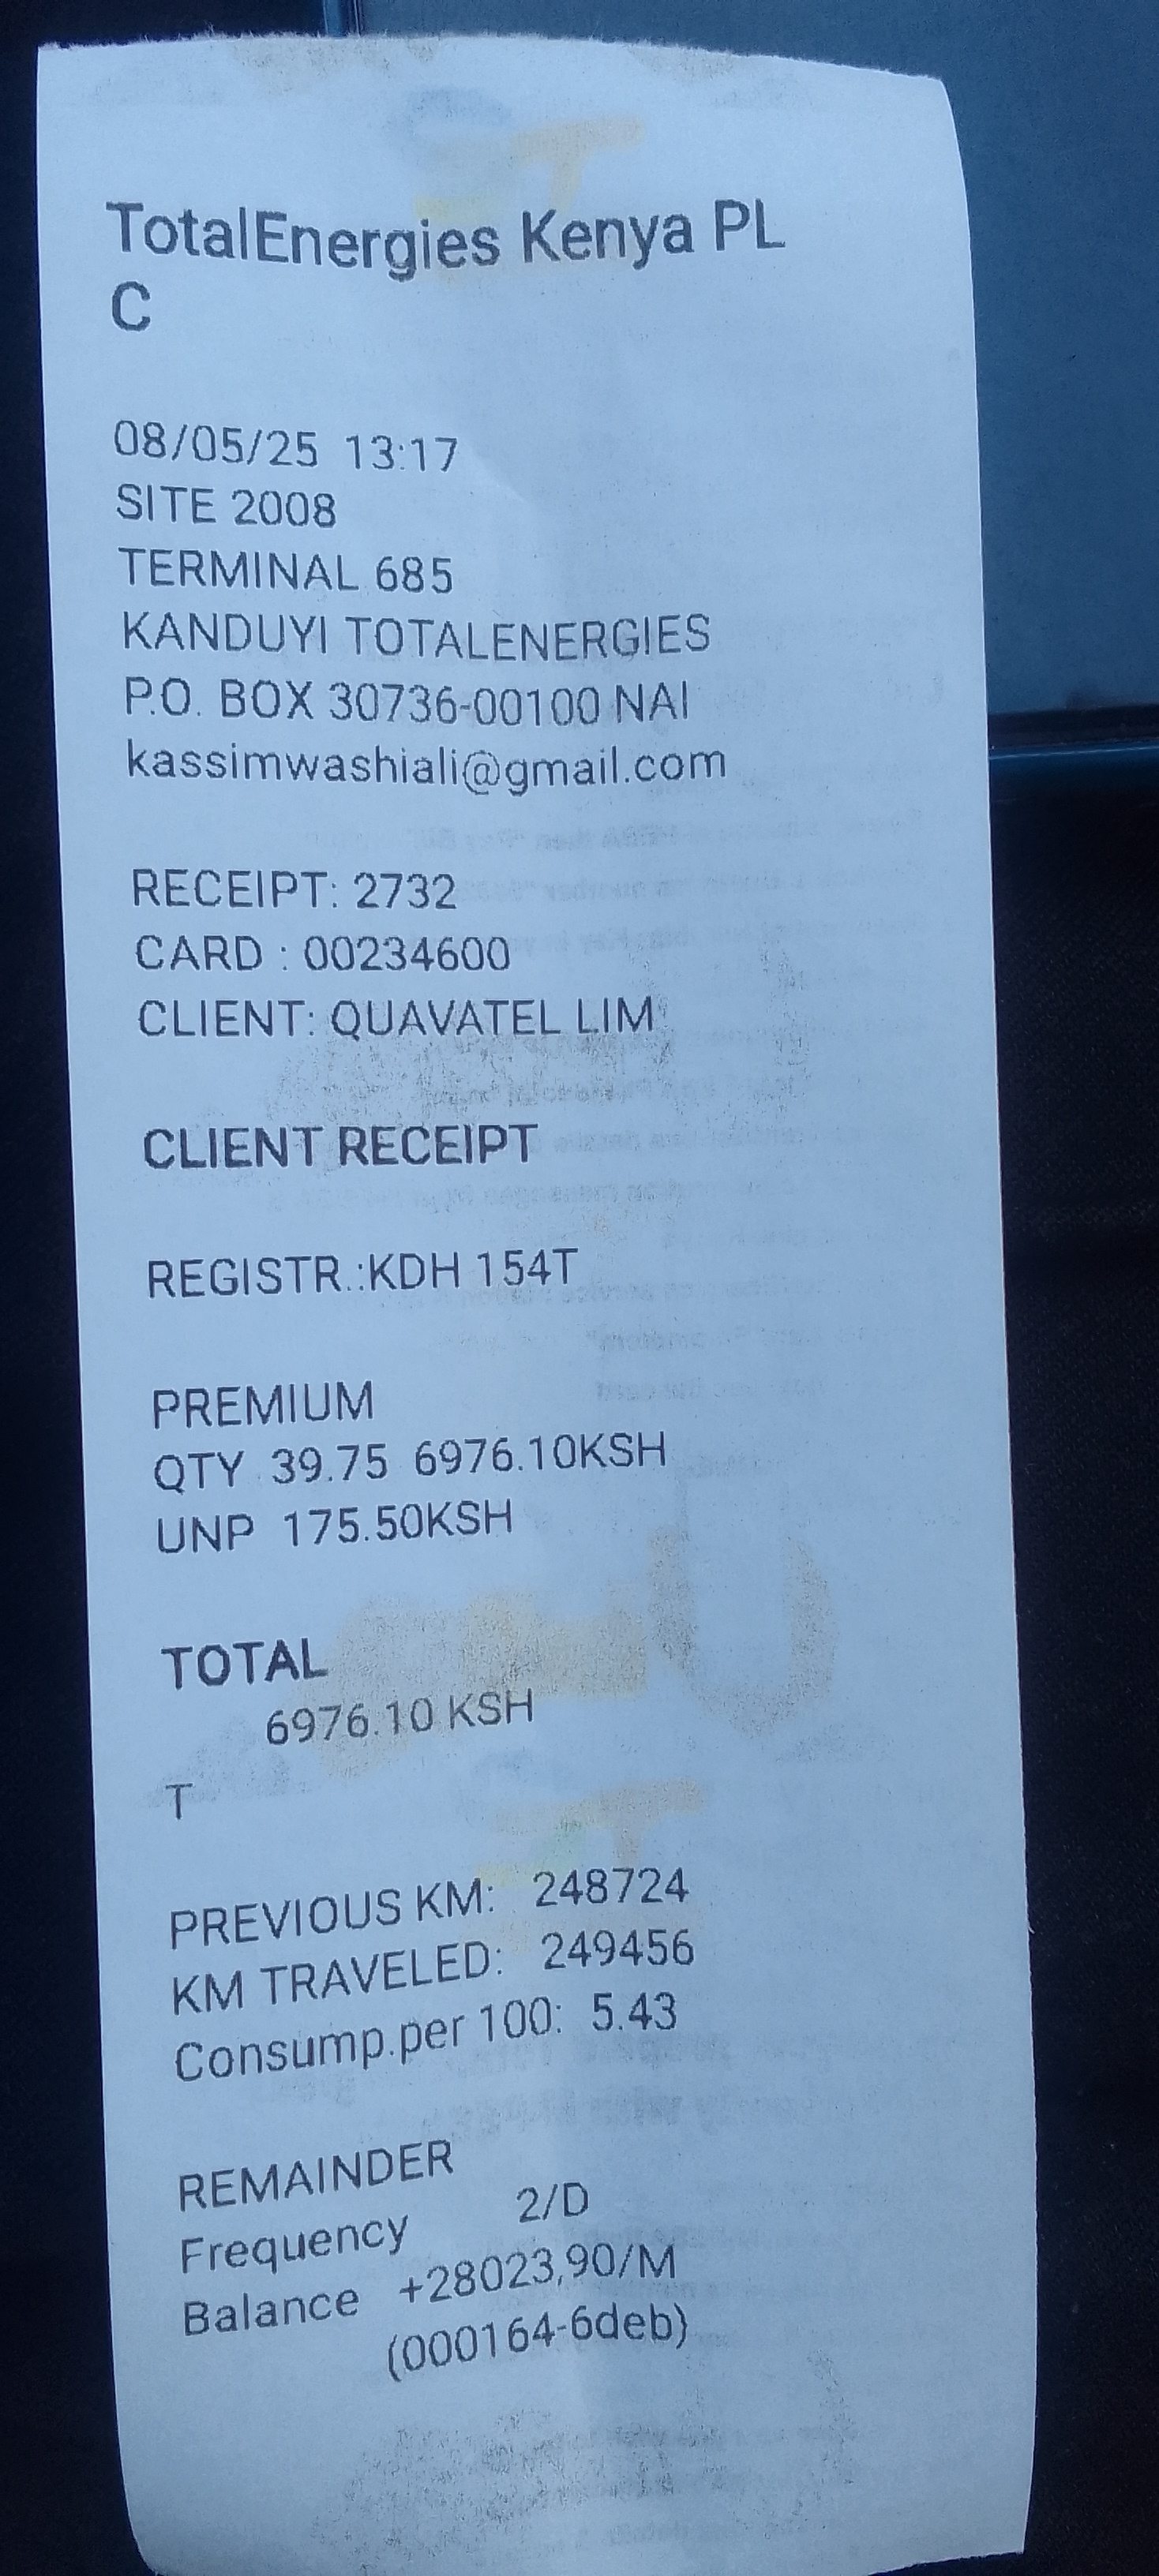 TotalEnergies Kenya PL
C
08/05/25 13:17
SITE 2008
TERMINAL 685
KANDUYI TOTALENERGIES
P.O. BOX 30736-00100 NAI
kassimwashiali@gmail.com
RECEIPT: 2732
CARD : 00234600
CLIENT: QUAVATEL LIM
CLIENT RECEIPT
REGISTR.:KDH 154T
PREMIUM
QTY 39.75 6976.10KSH
UNP 175.50KSH
TOTAL
6976.10 KSH
T
PREVIOUS KM: 248724
KM TRAVELED: 249456
Consump.per 100: 5.43
REMAINDER
Frequency 2/D
Balance +28023,90/M
(000164-6deb)